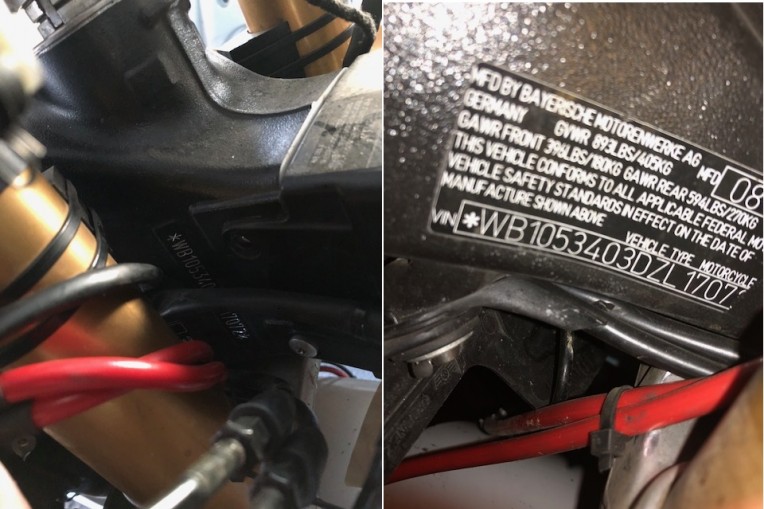 *WB10534
MFD BY BAYERISCHE MOTORENWERKE AG MFD 08
GERMANY GVWR 893LBS/405KG
GAWR FRONT 394LBS/180KG GAWR REAR 594LBS/270KG
THIS VEHICLE CONFORMS TO ALL APPLICABLE FEDERAL MO
VEHICLE SAFETY STANDARDS IN EFFECT ON THE DATE OF
MANUFACTURE SHOWN ABOVE
VEHICLE TYPE MOTORCYCLE
VIN *WB1053403DZL1707